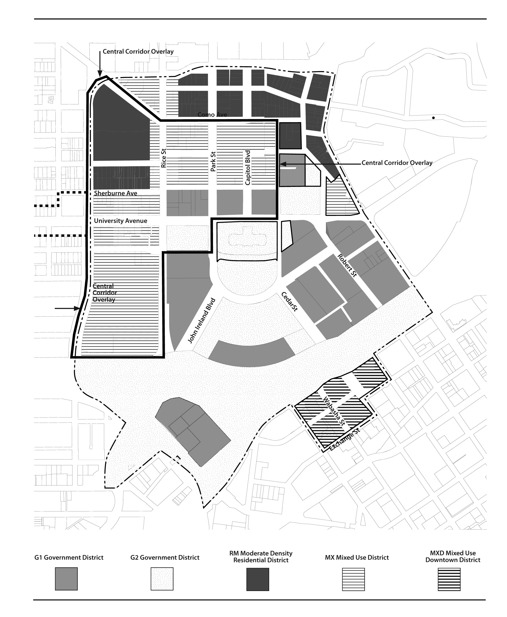 Central Corridor Overlay
Como Ave
Rice St
Park St
Capitol Blvd
Central Corridor Overlay
Sherburne Ave
University Avenue
Robert St
Central
Corridor
Overlay
CedarSt
John Ireland Blvd
Wabasha St
Exchange St
G1 Government District
G2 Government District
RM Moderate Density
Residential District
MX Mixed Use District
MXD Mixed Use
Downtown District